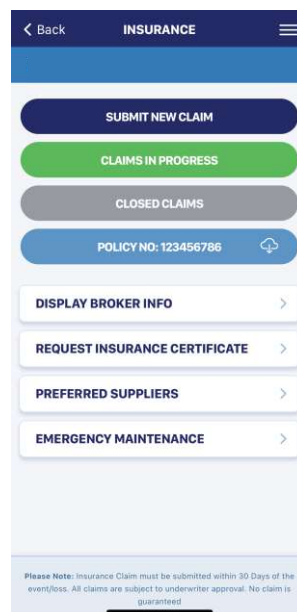 Back INSURANCE
SUBMIT NEW CLAIM
CLAIMS IN PROGRESS
CLOSED CLAIMS
POLICY NO: 123456786
DISPLAY BROKER INFO
REQUEST INSURANCE CERTIFICATE
PREFERRED SUPPLIERS
EMERGENCY MAINTENANCE
Please Note: Insurance Claim must be submitted within 30 Days of the
event/loss. All claims are subject to underwriter approval. No claim is
guaranteed